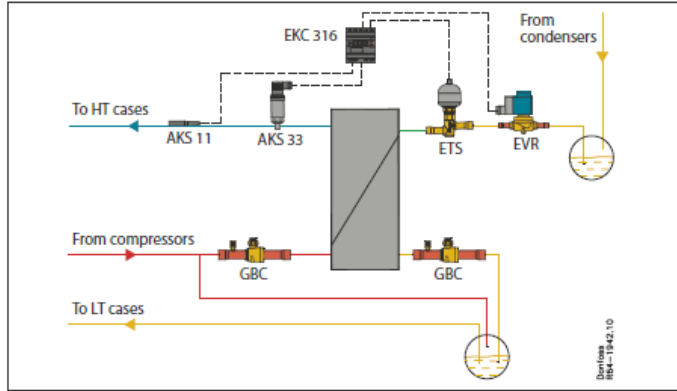 From
condensers
EKC 316
To HT cases
AKS 11
AKS 33
ETS
EVR
From compressors
GBC
GBC
To LT cases
Danfoss
R64-1942.10